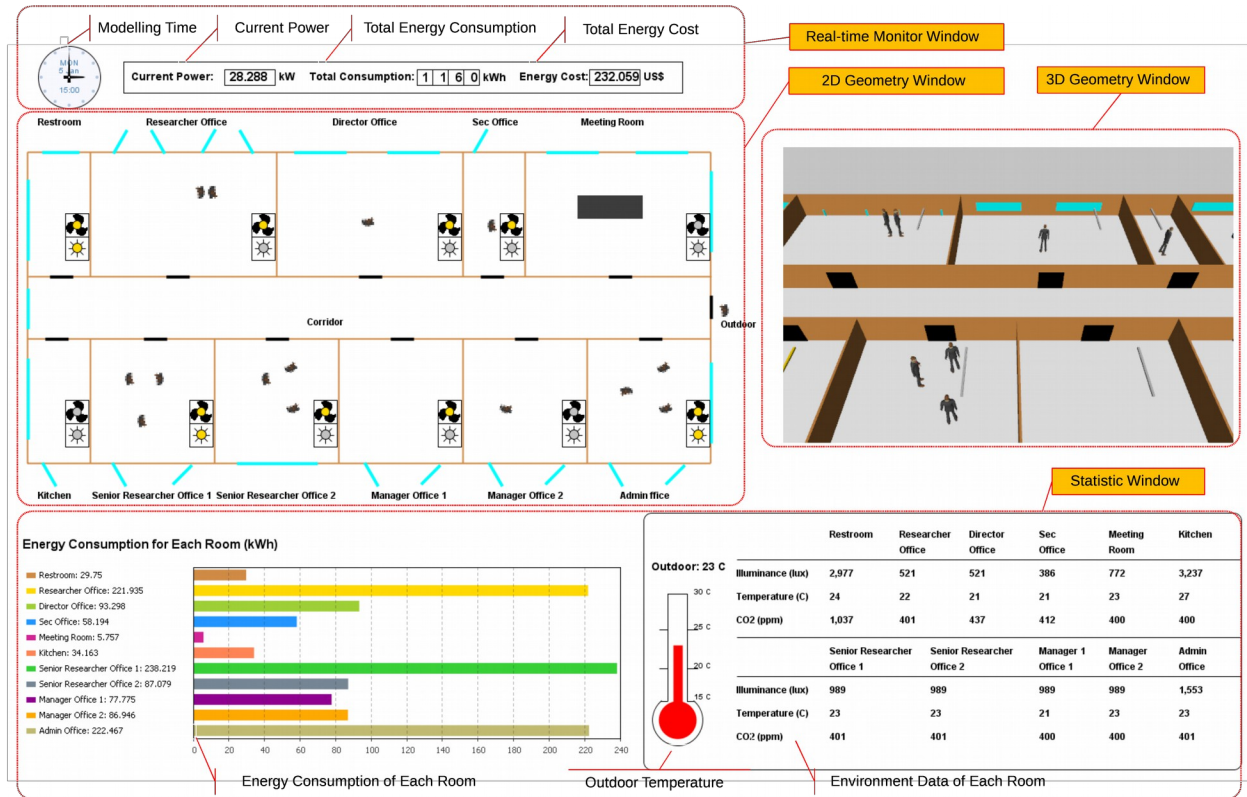 Modelling Time
Current Power
Total Energy Consumption
Total Energy Cost
Real-time Monitor Window
MON
5 Jan
15:00
Current Power: 28.288 kW Total Consumption: 1 1 6 0 kWh Energy Cost: 232.059 US$
2D Geometry Window
3D Geometry Window
Restroom
Researcher Office
Director Office
Sec Office
Meeting Room
Corridor
Outdoor
Kitchen
Senior Researcher Office 1
Senior Researcher Office 2
Manager Office 1
Manager Office 2
Admin ffice
Statistic Window
Energy Consumption for Each Room (kWh)
Restroom: 29.75
Researcher Office: 221.935
Director Office: 93.298
Sec Office: 58.194
Meeting Room: 5.757
Kitchen: 34.163
Senior Researcher Office 1: 238.219
Senior Researcher Office 2: 87.079
Manager Office 1: 77.775
Manager Office 2: 86.946
Admin Office: 222.467
0 20 40 60 80 100 120 140 160 180 200 220 240
Outdoor: 23 C
30 C
25 C
20 C
15 C
Restroom Researcher Director Sec Meeting Kitchen
Office Office Office Room
Illuminance (lux) 2,977 521 521 386 772 3,237
Temperature (C) 24 22 21 21 23 27
CO2 (ppm) 1,037 401 437 412 400 400
Senior Researcher Senior Researcher Manager 1 Manager Admin
Office 1 Office 2 Office 1 Office 2 Office
Illuminance (lux) 989 989 989 989 1,553
Temperature (C) 23 23 21 23 23
CO2 (ppm) 401 401 400 400 401
Energy Consumption of Each Room
Outdoor Temperature
Environment Data of Each Room